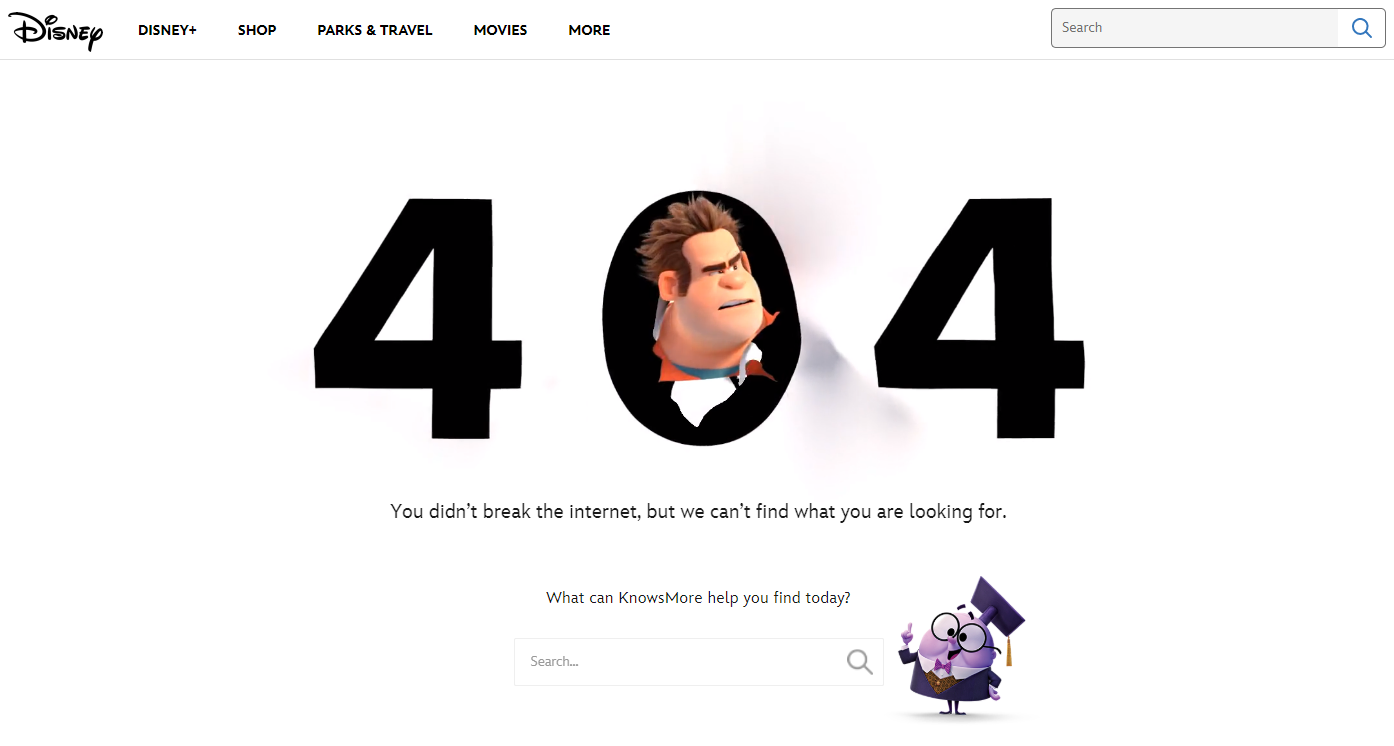 Disney
DISNEY+ SHOP PARKS & TRAVEL MOVIES MORE
Search
404
You didn’t break the internet, but we can’t find what you are looking for.
What can KnowsMore help you find today?
Search...